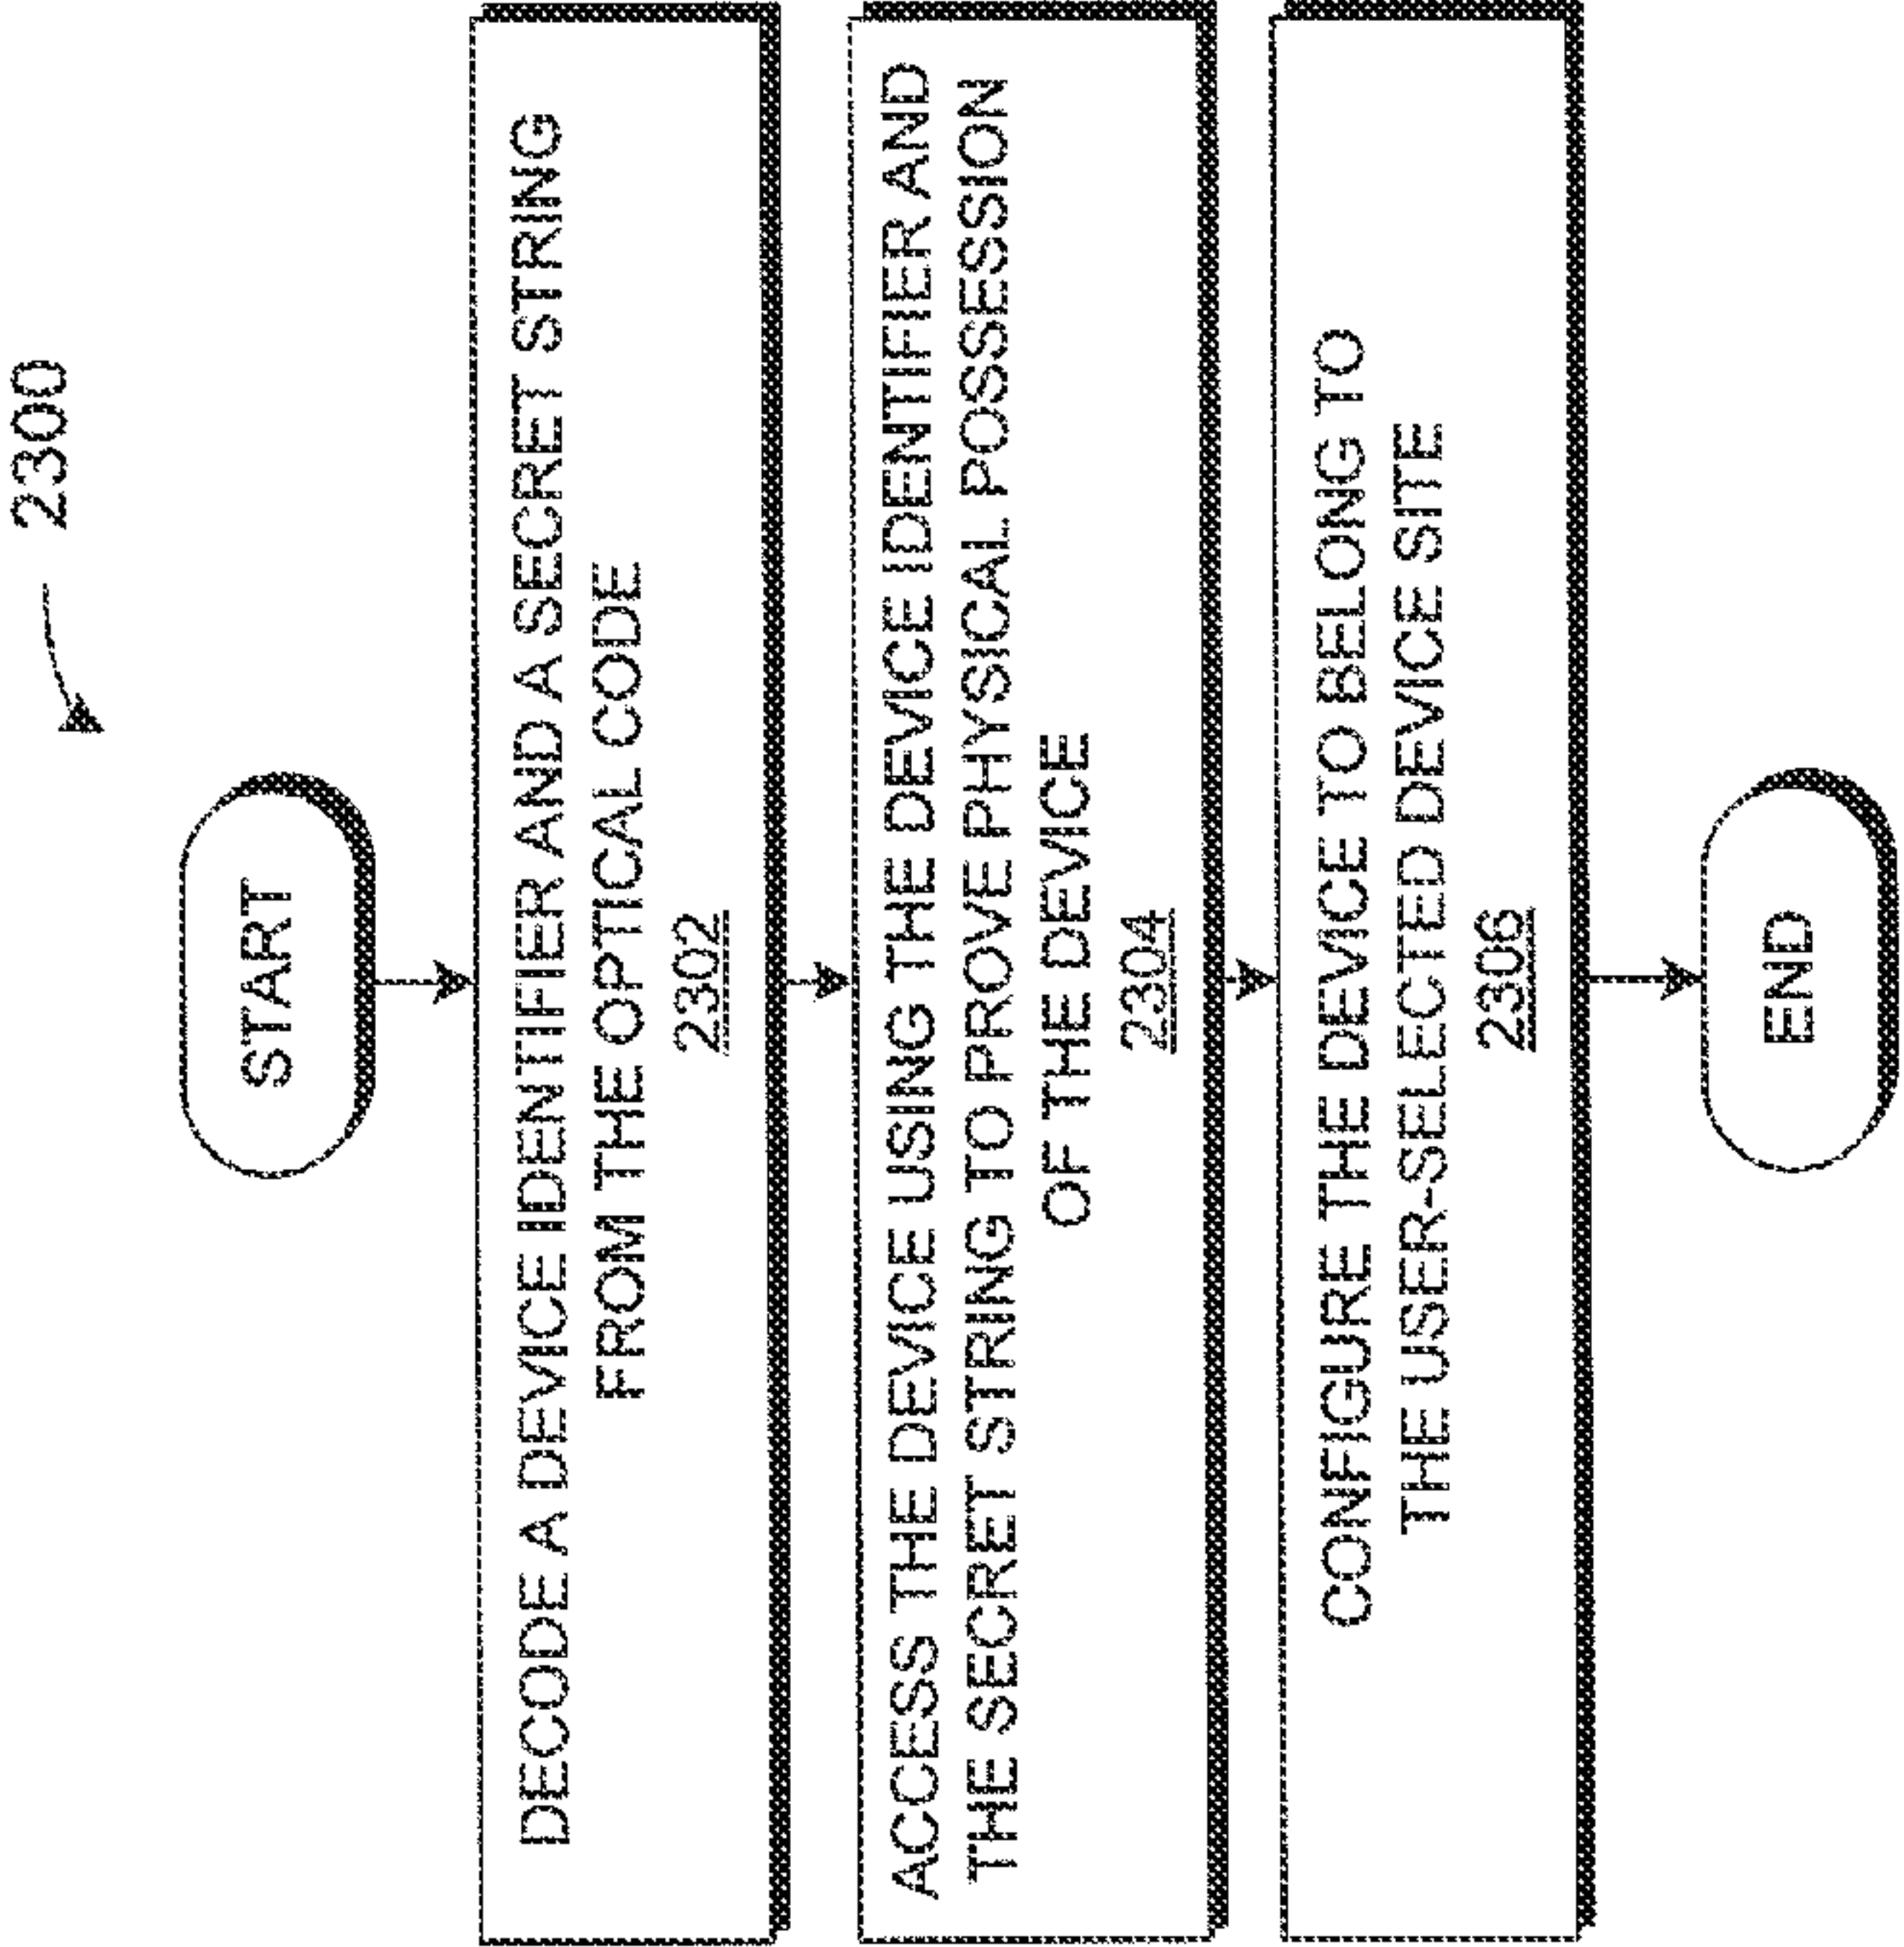 2300
START
DECODE A DEVICE IDENTIFIER AND A SECRET STRING
FROM THE OPTICAL CODE
2302
ACCESS THE DEVICE USING THE DEVICE IDENTIFIER AND
THE SECRET STRING TO PROVE PHYSICAL POSSESSION
OF THE DEVICE
2304
CONFIGURE THE DEVICE TO BELONG TO
THE USER-SELECTED DEVICE SITE
2306
END